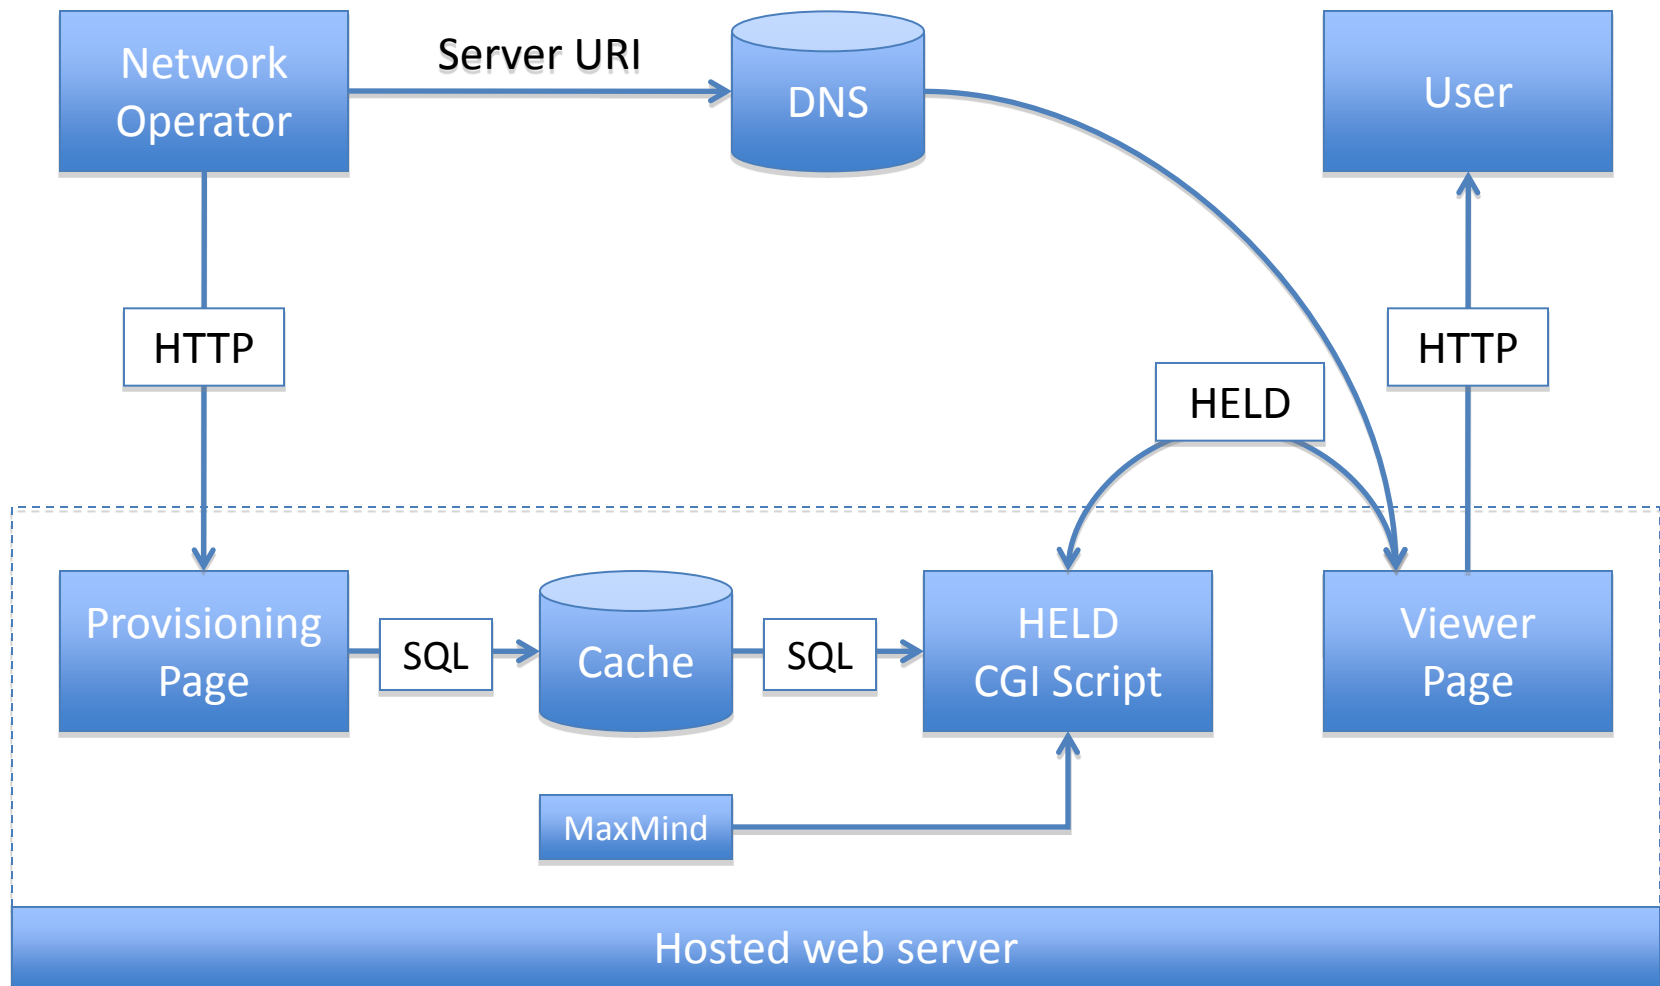 Network
Operator
Server URI
DNS
User
HTTP
HTTP
HELD
Provisioning
Page
SQL
Cache
SQL
HELD
CGI Script
Viewer
Page
MaxMind
Hosted web server